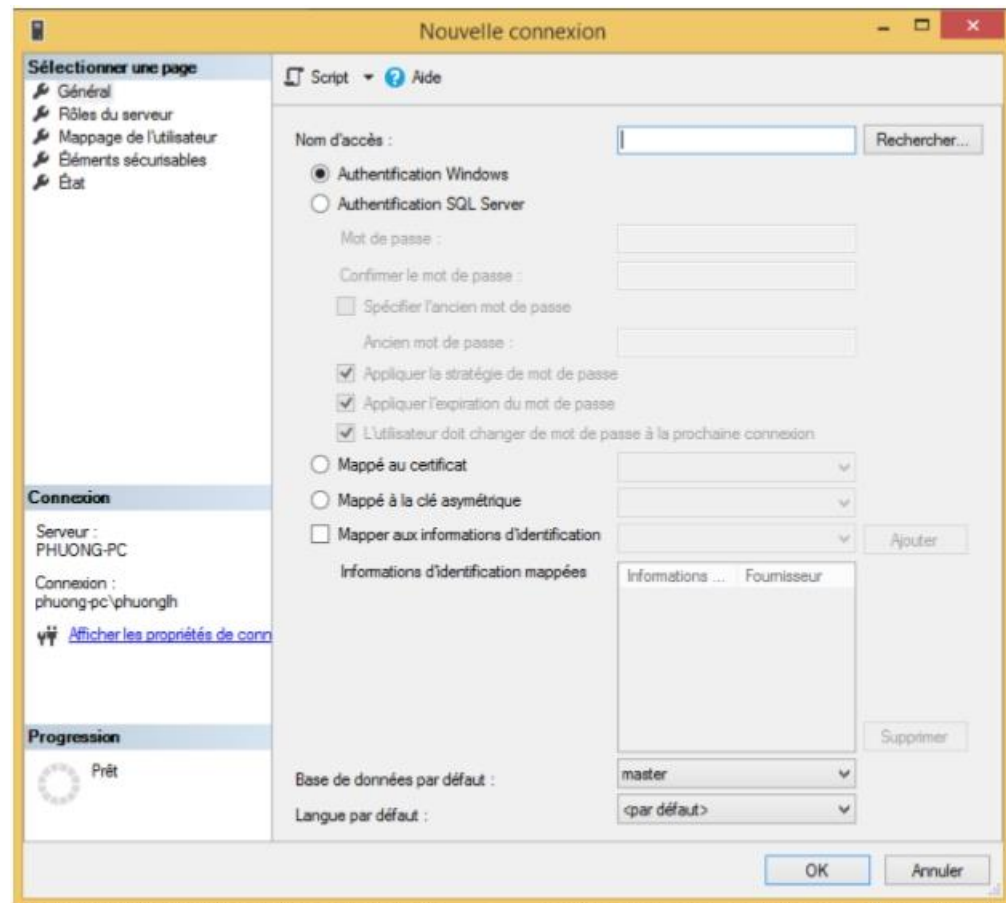 Nouvelle connexion
Sélectionner une page
Général
Rôles du serveur
Mappage de l'utilisateur
Éléments sécurisables
État
Connexion
Serveur :
PHUONG-PC
Connexion :
phuong-pc\phuonglh
Afficher les propriétés de conn
Progression
Prêt
Script
Aide
Nom d'accès :
Rechercher...
Authentification Windows
Authentification SQL Server
Mot de passe :
Confirmer le mot de passe :
Spécifier l'ancien mot de passe
Ancien mot de passe :
Appliquer la stratégie de mot de passe
Appliquer l'expiration du mot de passe
L'utilisateur doit changer de mot de passe à la prochaine connexion
Mappé au certificat
Mappé à la clé asymétrique
Mapper aux informations d'identification
Ajouter
Informations d'identification mappées
Informations ... Fournisseur
Supprimer
Base de données par défaut : master
Langue par défaut : <par défaut>
OK
Annuler